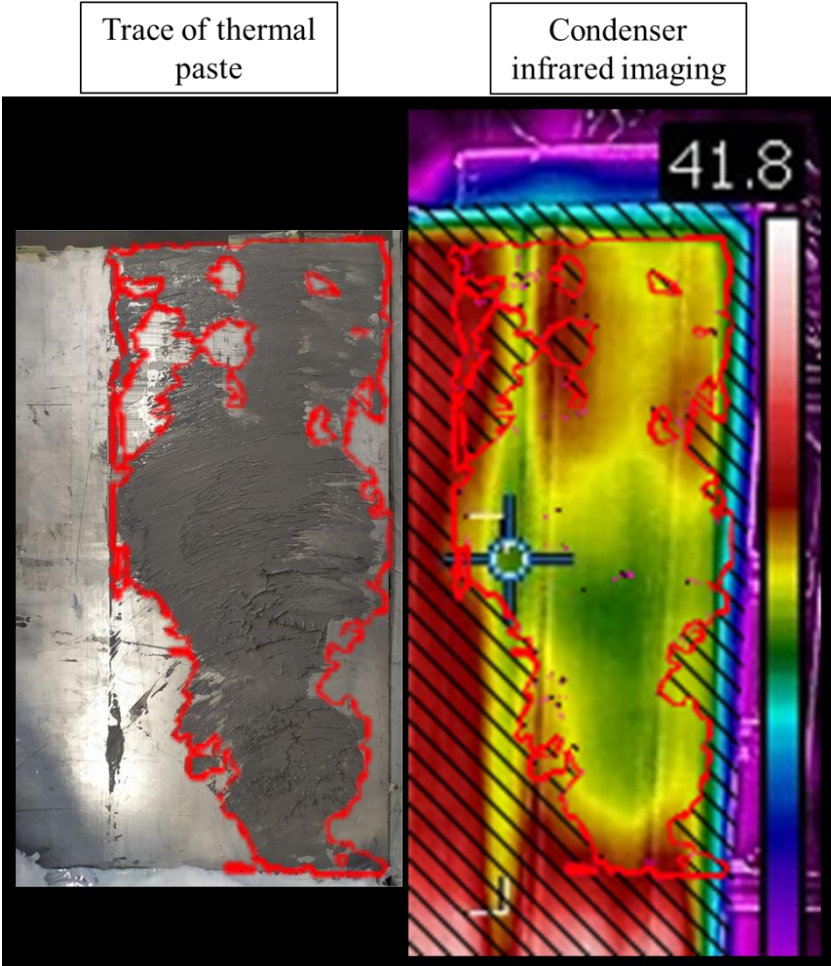 Trace of thermal
paste
Condenser
infrared imaging
41.8